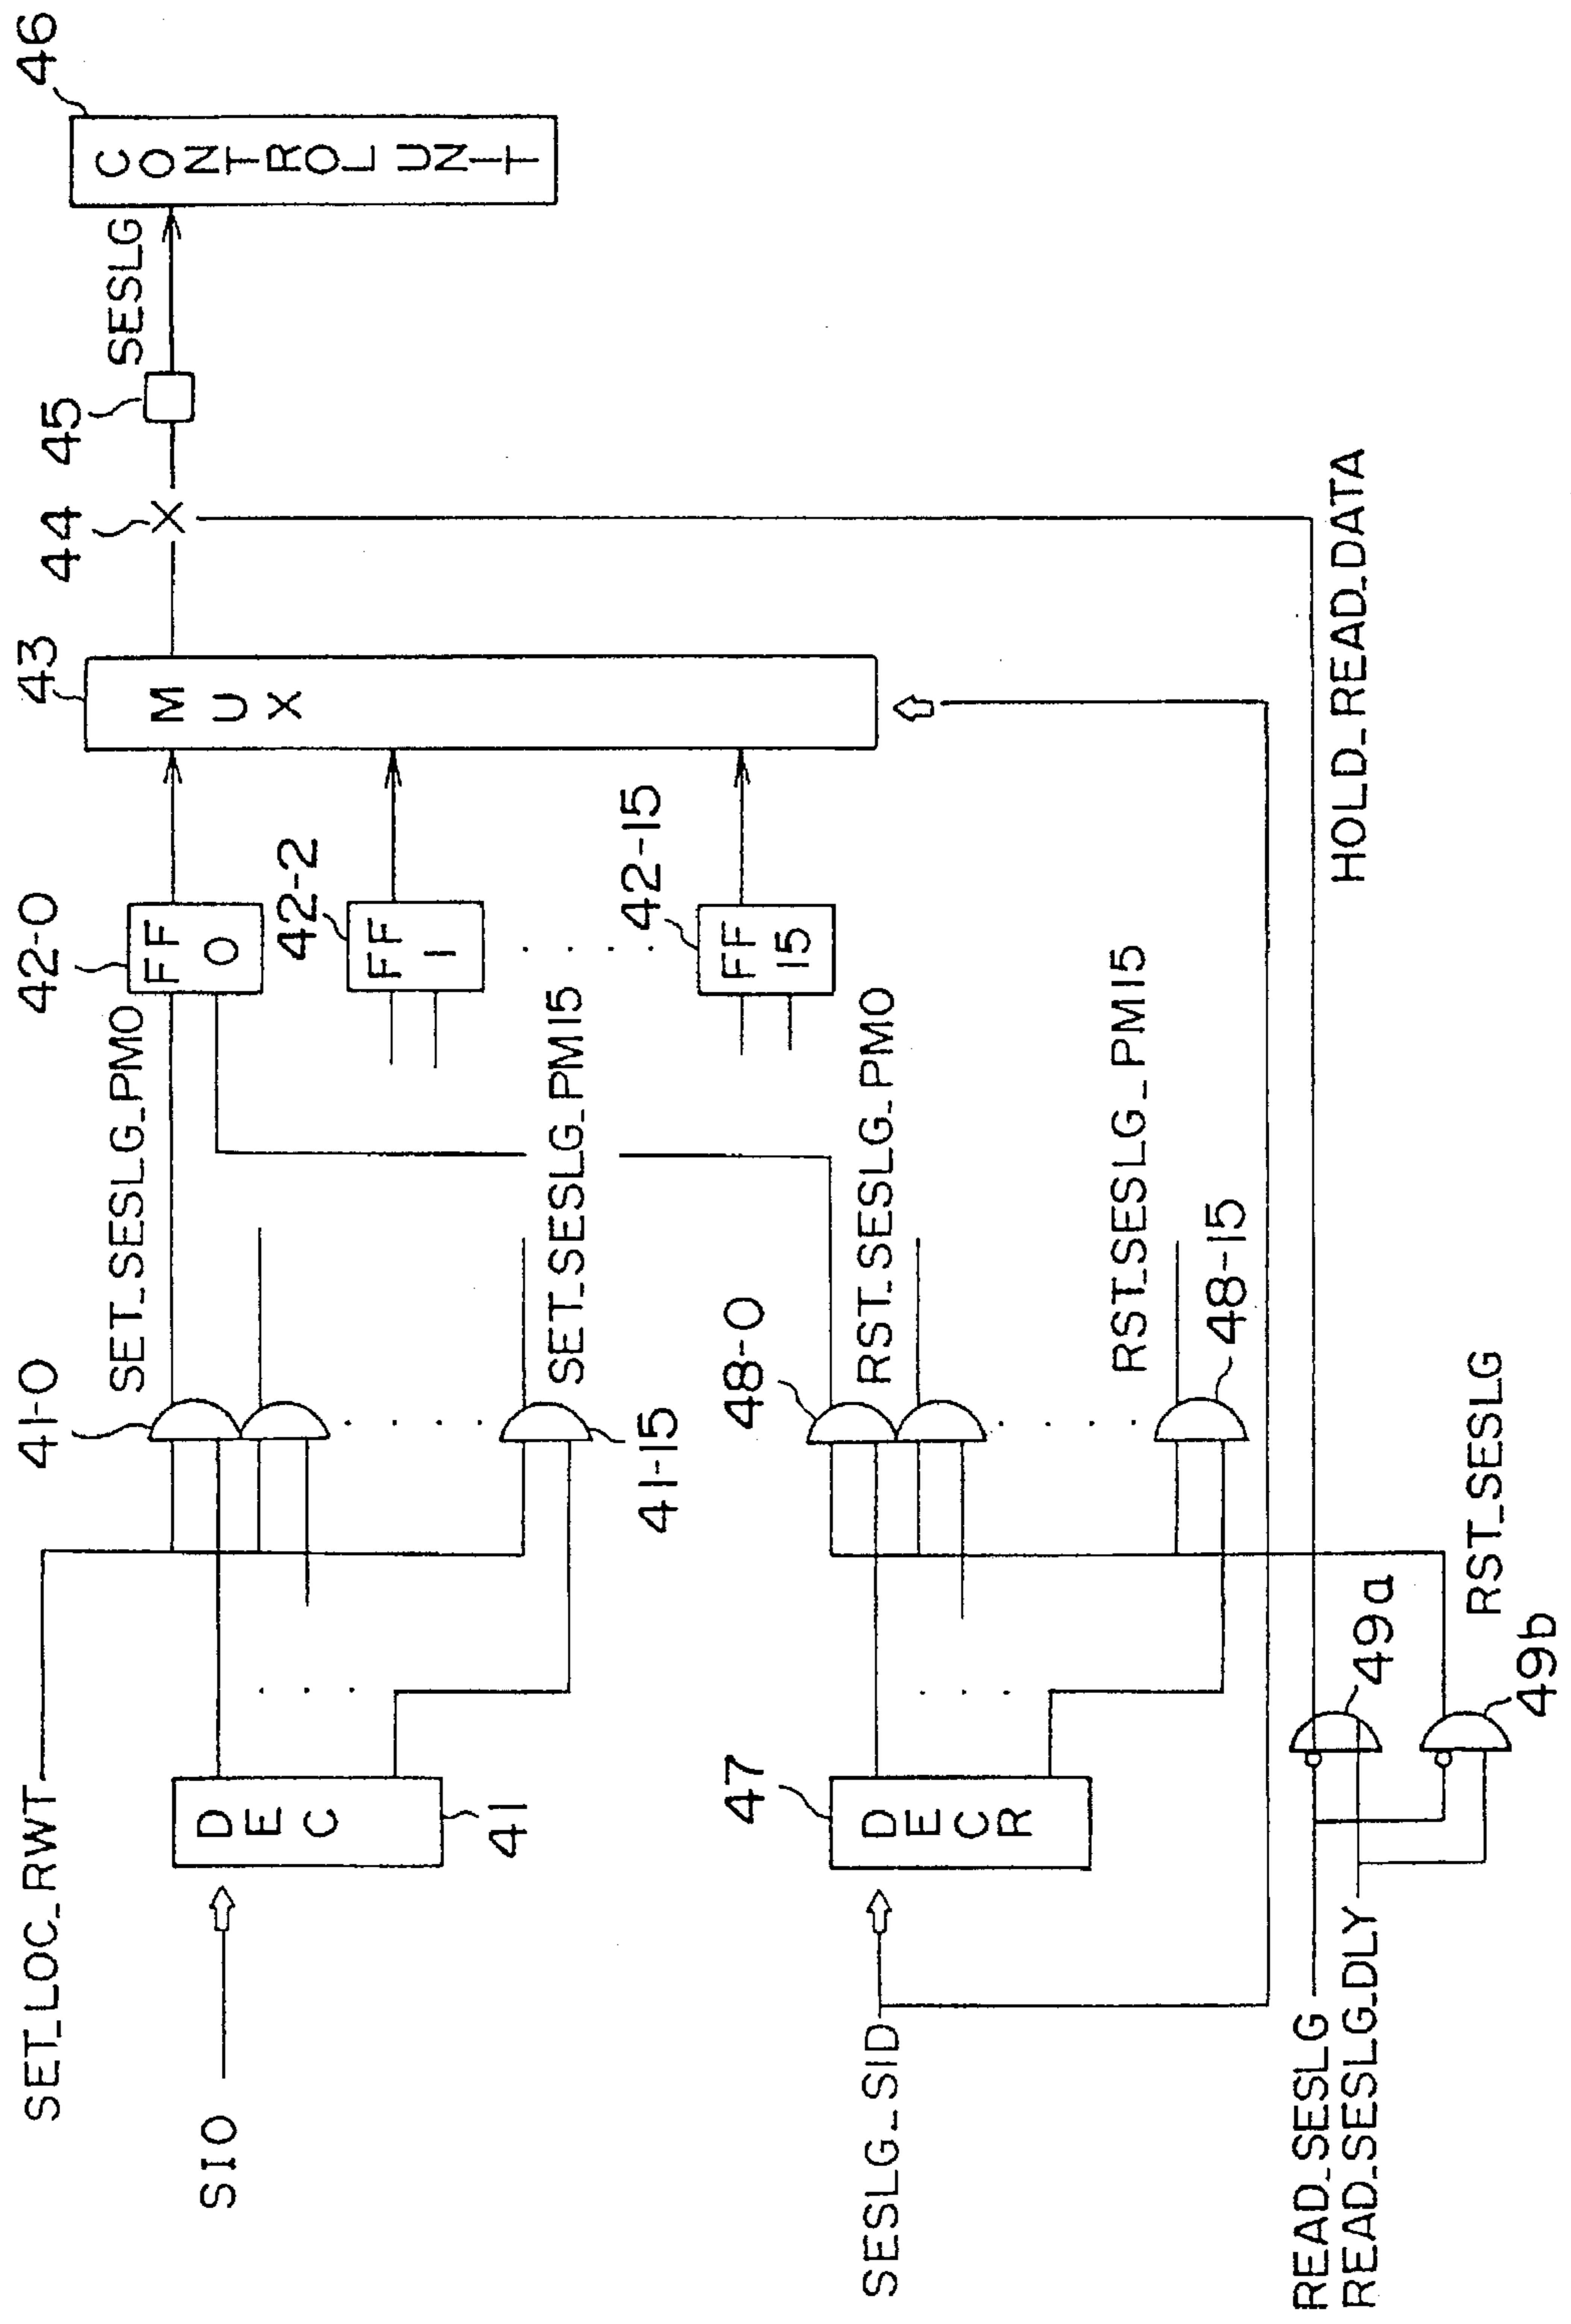 SET_LOC_RWT
SIO
DEC
41
41-0
SET_SESLG_PM0
42-0
FF
0
42-2
FF
1
42-15
FF
15
43
MUX
44
45
SESLG
46
CONTROL UNIT
41-15
SET_SESLG_PM15
SESLG_SID
47
DECR
48-0
RST_SESLG_PM0
RST_SESLG_PM15
48-15
READ_SESLG
READ_SESLG_DLY
49a
49b
RST_SESLG
HOLD_READ_DATA